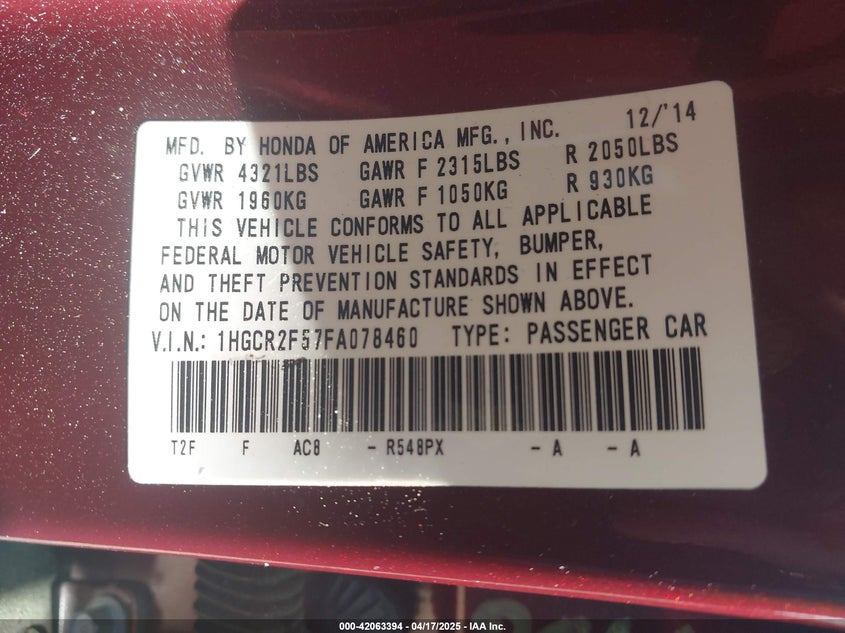 MFD. BY HONDA OF AMERICA MFG., INC. 12/'14
GVWR 4321LBS GAWR F 2315LBS R 2050LBS
GVWR 1960KG GAWR F 1050KG R 930KG
THIS VEHICLE CONFORMS TO ALL APPLICABLE
FEDERAL MOTOR VEHICLE SAFETY, BUMPER,
AND THEFT PREVENTION STANDARDS IN EFFECT
ON THE DATE OF MANUFACTURE SHOWN ABOVE.
V.I.N.: 1HGCR2F57FA078460 TYPE: PASSENGER CAR
T2F F AC8 - R548PX - A - A
000-42063394 - 04/17/2025 - IAA Inc.